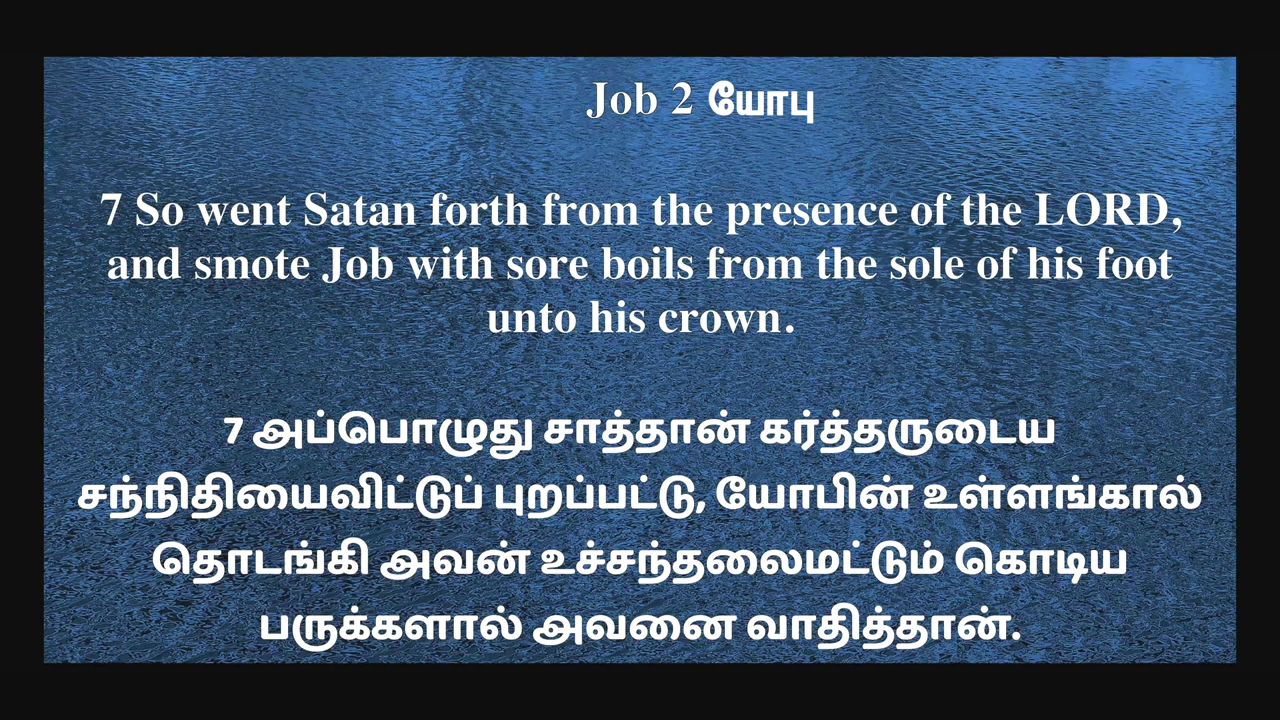 Job 2 யோபு
7 So went Satan forth from the presence of the LORD,
and smote Job with sore boils from the sole of his foot
unto his crown.
7 அப்பொழுது சாத்தான் கர்த்தருடைய
சந்நிதியைவிட்டுப் புறப்பட்டு, யோபின் உள்ளங்கால்
தொடங்கி அவன் உச்சந்தலைமட்டும் கொடிய
பருக்களால் அவனை வாதித்தான்.